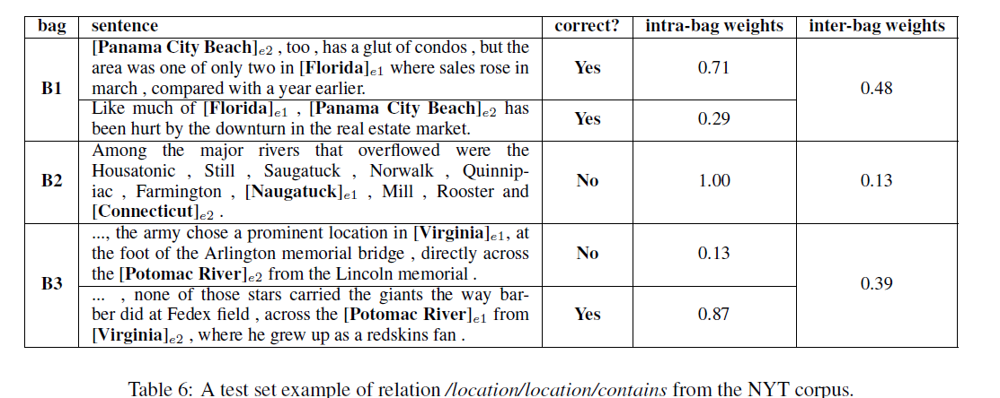 bag sentence correct? intra-bag weights inter-bag weights
B1
[Panama City Beach]e2 , too , has a glut of condos , but the
area was one of only two in [Florida]e1 where sales rose in
march , compared with a year earlier.
Yes 0.71
Like much of [Florida]e1 , [Panama City Beach]e2 has
been hurt by the downturn in the real estate market.
Yes 0.29
0.48
B2
Among the major rivers that overflowed were the
Housatonic , Still , Saugatuck , Norwalk , Quinnip-
iac , Farmington , [Naugatuck]e1 , Mill , Rooster and
[Connecticut]e2 .
No 1.00 0.13
B3
..., the army chose a prominent location in [Virginia]e1, at
the foot of the Arlington memorial bridge , directly across
the [Potomac River]e2 from the Lincoln memorial .
No 0.13
... , none of those stars carried the giants the way bar-
ber did at Fedex field , across the [Potomac River]e1 from
[Virginia]e2 , where he grew up as a redskins fan .
Yes 0.87
0.39
Table 6: A test set example of relation /location/location/contains from the NYT corpus.